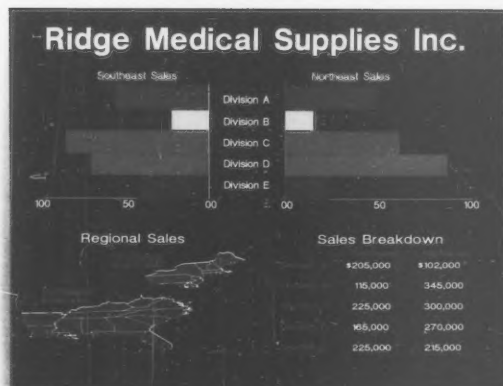 Ridge Medical Supplies Inc.
Southeast Sales Northeast Sales
Division A
Division B
Division C
Division D
Division E
100 50 00 00 50 100
Regional Sales Sales Breakdown
$205,000 $102,000
115,000 345,000
225,000 300,000
165,000 270,000
225,000 215,000